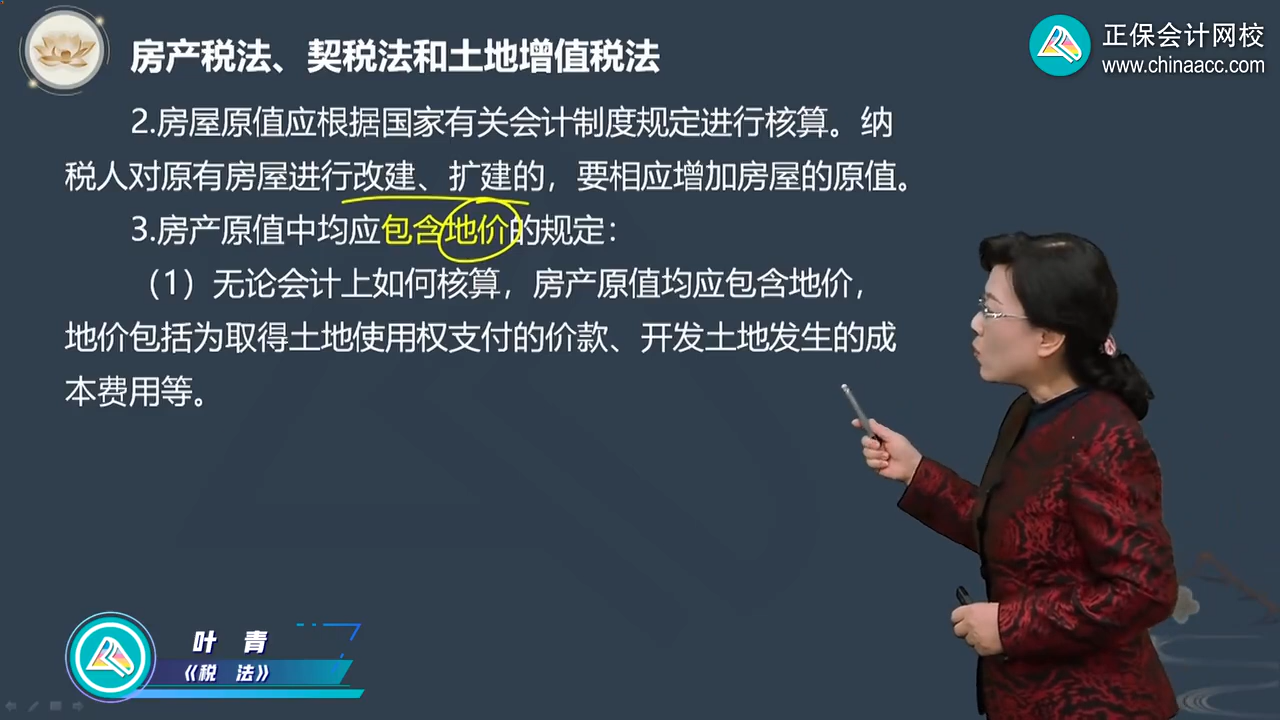 房产税法、契税法和土地增值税法
正保会计网校
www.chinaacc.com
2.房屋原值应根据国家有关会计制度规定进行核算。纳
税人对原有房屋进行改建、扩建的，要相应增加房屋的原值。
3.房产原值中均应包含地价的规定：
（1）无论会计上如何核算，房产原值均应包含地价，
地价包括为取得土地使用权支付的价款、开发土地发生的成
本费用等。
叶 青
《税 法》